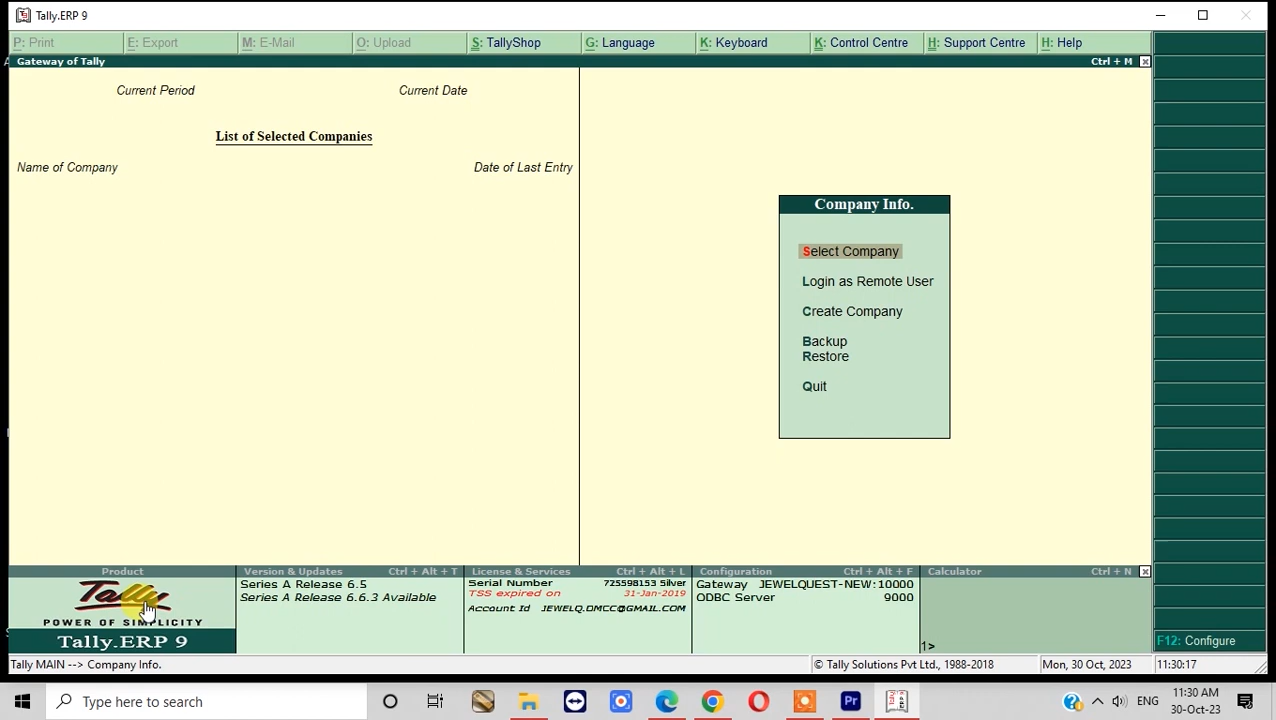 Tally.ERP 9
P: Print
E: Export
M: E-Mail
O: Upload
S: TallyShop
G: Language
K: Keyboard
K: Control Centre
H: Support Centre
H: Help
Gateway of Tally
Ctrl + M
Current Period
Current Date
List of Selected Companies
Name of Company
Date of Last Entry
Company Info.
Select Company
Login as Remote User
Create Company
Backup
Restore
Quit
Product
Tally
POWER OF SIMPLICITY
Tally.ERP 9
Version & Updates Ctrl + Alt + T
Series A Release 6.5
Series A Release 6.6.3 Available
License & Services Ctrl + Alt + L
Serial Number 725598153 Silver
TSS expired on 31-Jan-2019
Account Id JEWELQ.DMCC@GMAIL.COM
Configuration Ctrl + Alt + F
Gateway JEWELQUEST-NEW:10000
ODBC Server 9000
Calculator Ctrl + N
1>
F12: Configure
Tally MAIN --> Company Info.
© Tally Solutions Pvt Ltd., 1988-2018
Mon, 30 Oct, 2023
11:30:17
Type here to search
Pr
ENG
11:30 AM
30-Oct-23